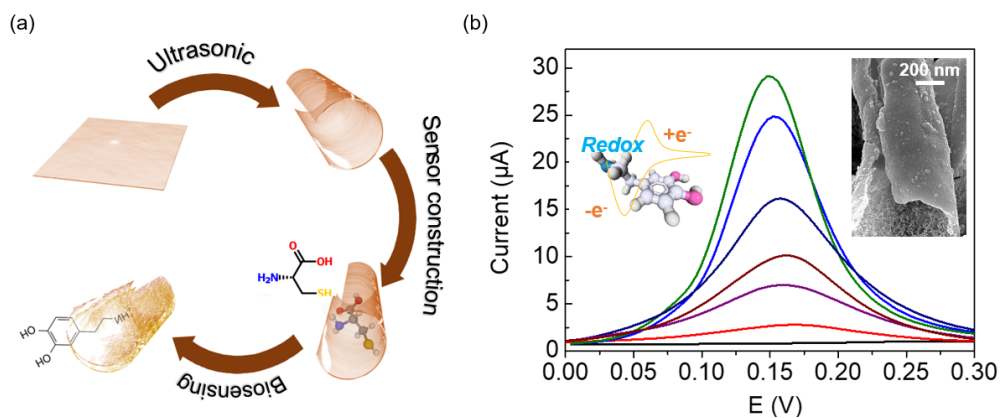 (a)
Ultrasonic
Sensor construction
O
OH
H₂N
SH
Biosensing
HO
HO
NH
(b)
Current (µA)
30
25
20
15
10
5
0
0.00 0.05 0.10 0.15 0.20 0.25 0.30
E (V)
Redox
+e⁻
-e⁻
200 nm